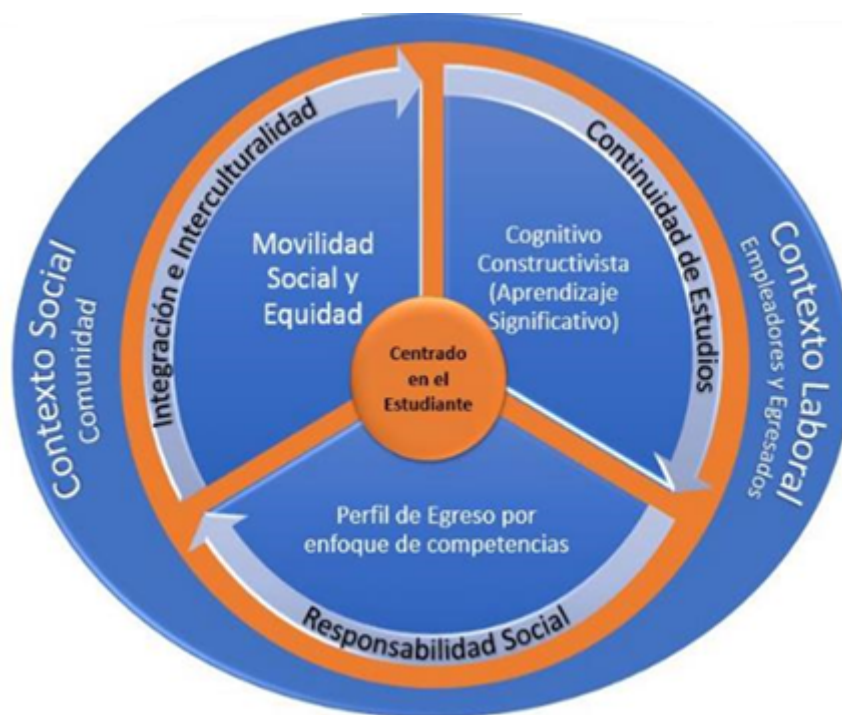 Integración e Interculturalidad
Continuidad de Estudios
Movilidad
Social y
Equidad
Cognitivo
Constructivista
(Aprendizaje
Significativo)
Contexto Social
Comunidad
Centrado
en el
Estudiante
Contexto Laboral
Empleadores y Egresados
Perfil de Egreso por
enfoque de competencias
Responsabilidad Social